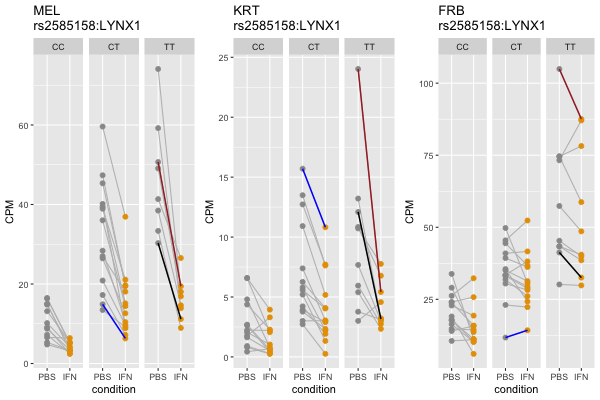 MEL
rs2585158:LYNX1
CC CT TT
CPM
60
40
20
0
PBS IFN PBS IFN PBS IFN
condition
KRT
rs2585158:LYNX1
CC CT TT
CPM
25
20
15
10
5
0
PBS IFN PBS IFN PBS IFN
condition
FRB
rs2585158:LYNX1
CC CT TT
CPM
100
75
50
25
PBS IFN PBS IFN PBS IFN
condition